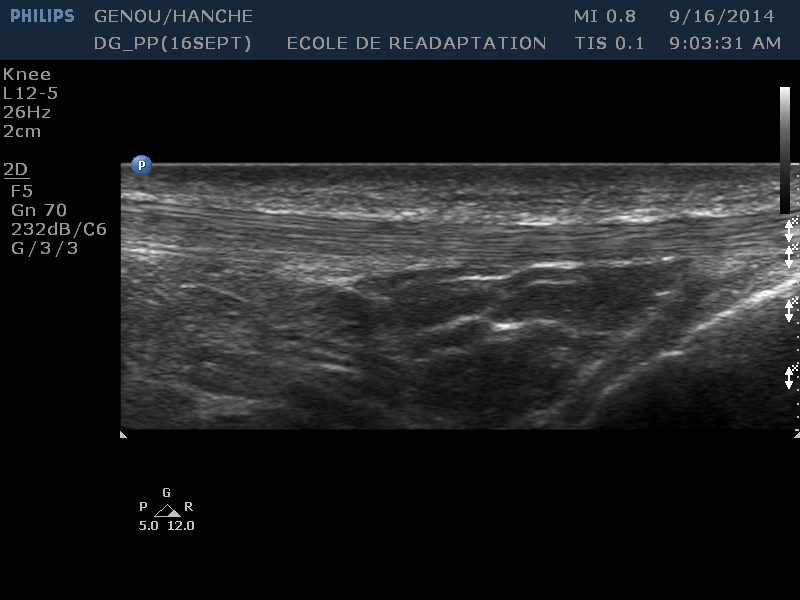 PHILIPS GENOU/HANCHE MI 0.8 9/16/2014
DG_PP(16SEPT) ECOLE DE READAPTATION TIS 0.1 9:03:31 AM
Knee
L12-5
26Hz
2cm
2D
F5
Gn 70
232dB/C6
G/3/3
P
G
P R
5.0 12.0